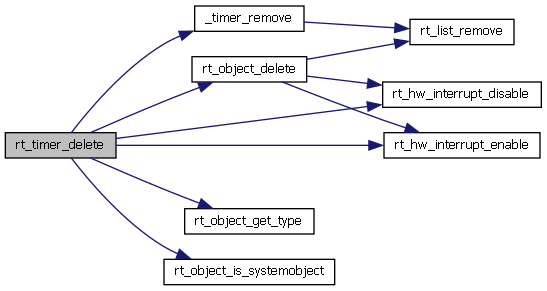 _timer_remove
rt_list_remove
rt_object_delete
rt_hw_interrupt_disable
rt_timer_delete
rt_hw_interrupt_enable
rt_object_get_type
rt_object_is_systemobject